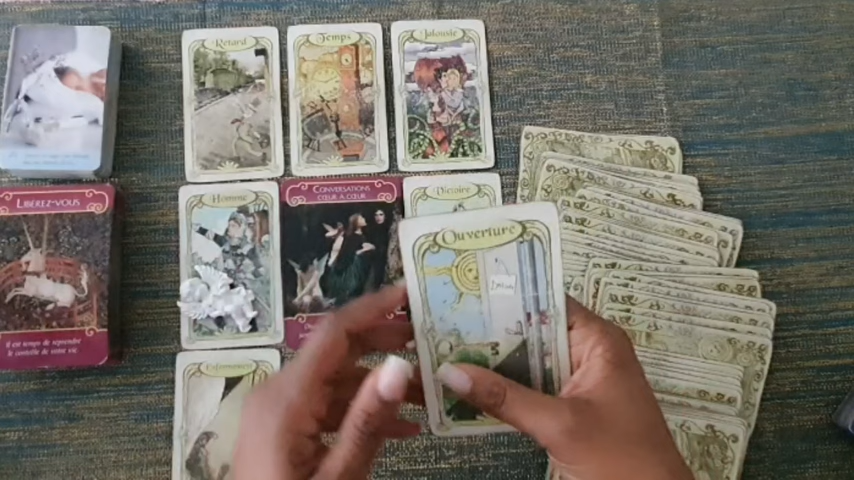 Retard
Temps
Jalousie
LIBÉREZ-VOUS
Il est temps de reprendre
le contrôle de votre vie.
Homme
CONVERSATIONS
CŒUR À CŒUR
Victoire
Ouverture